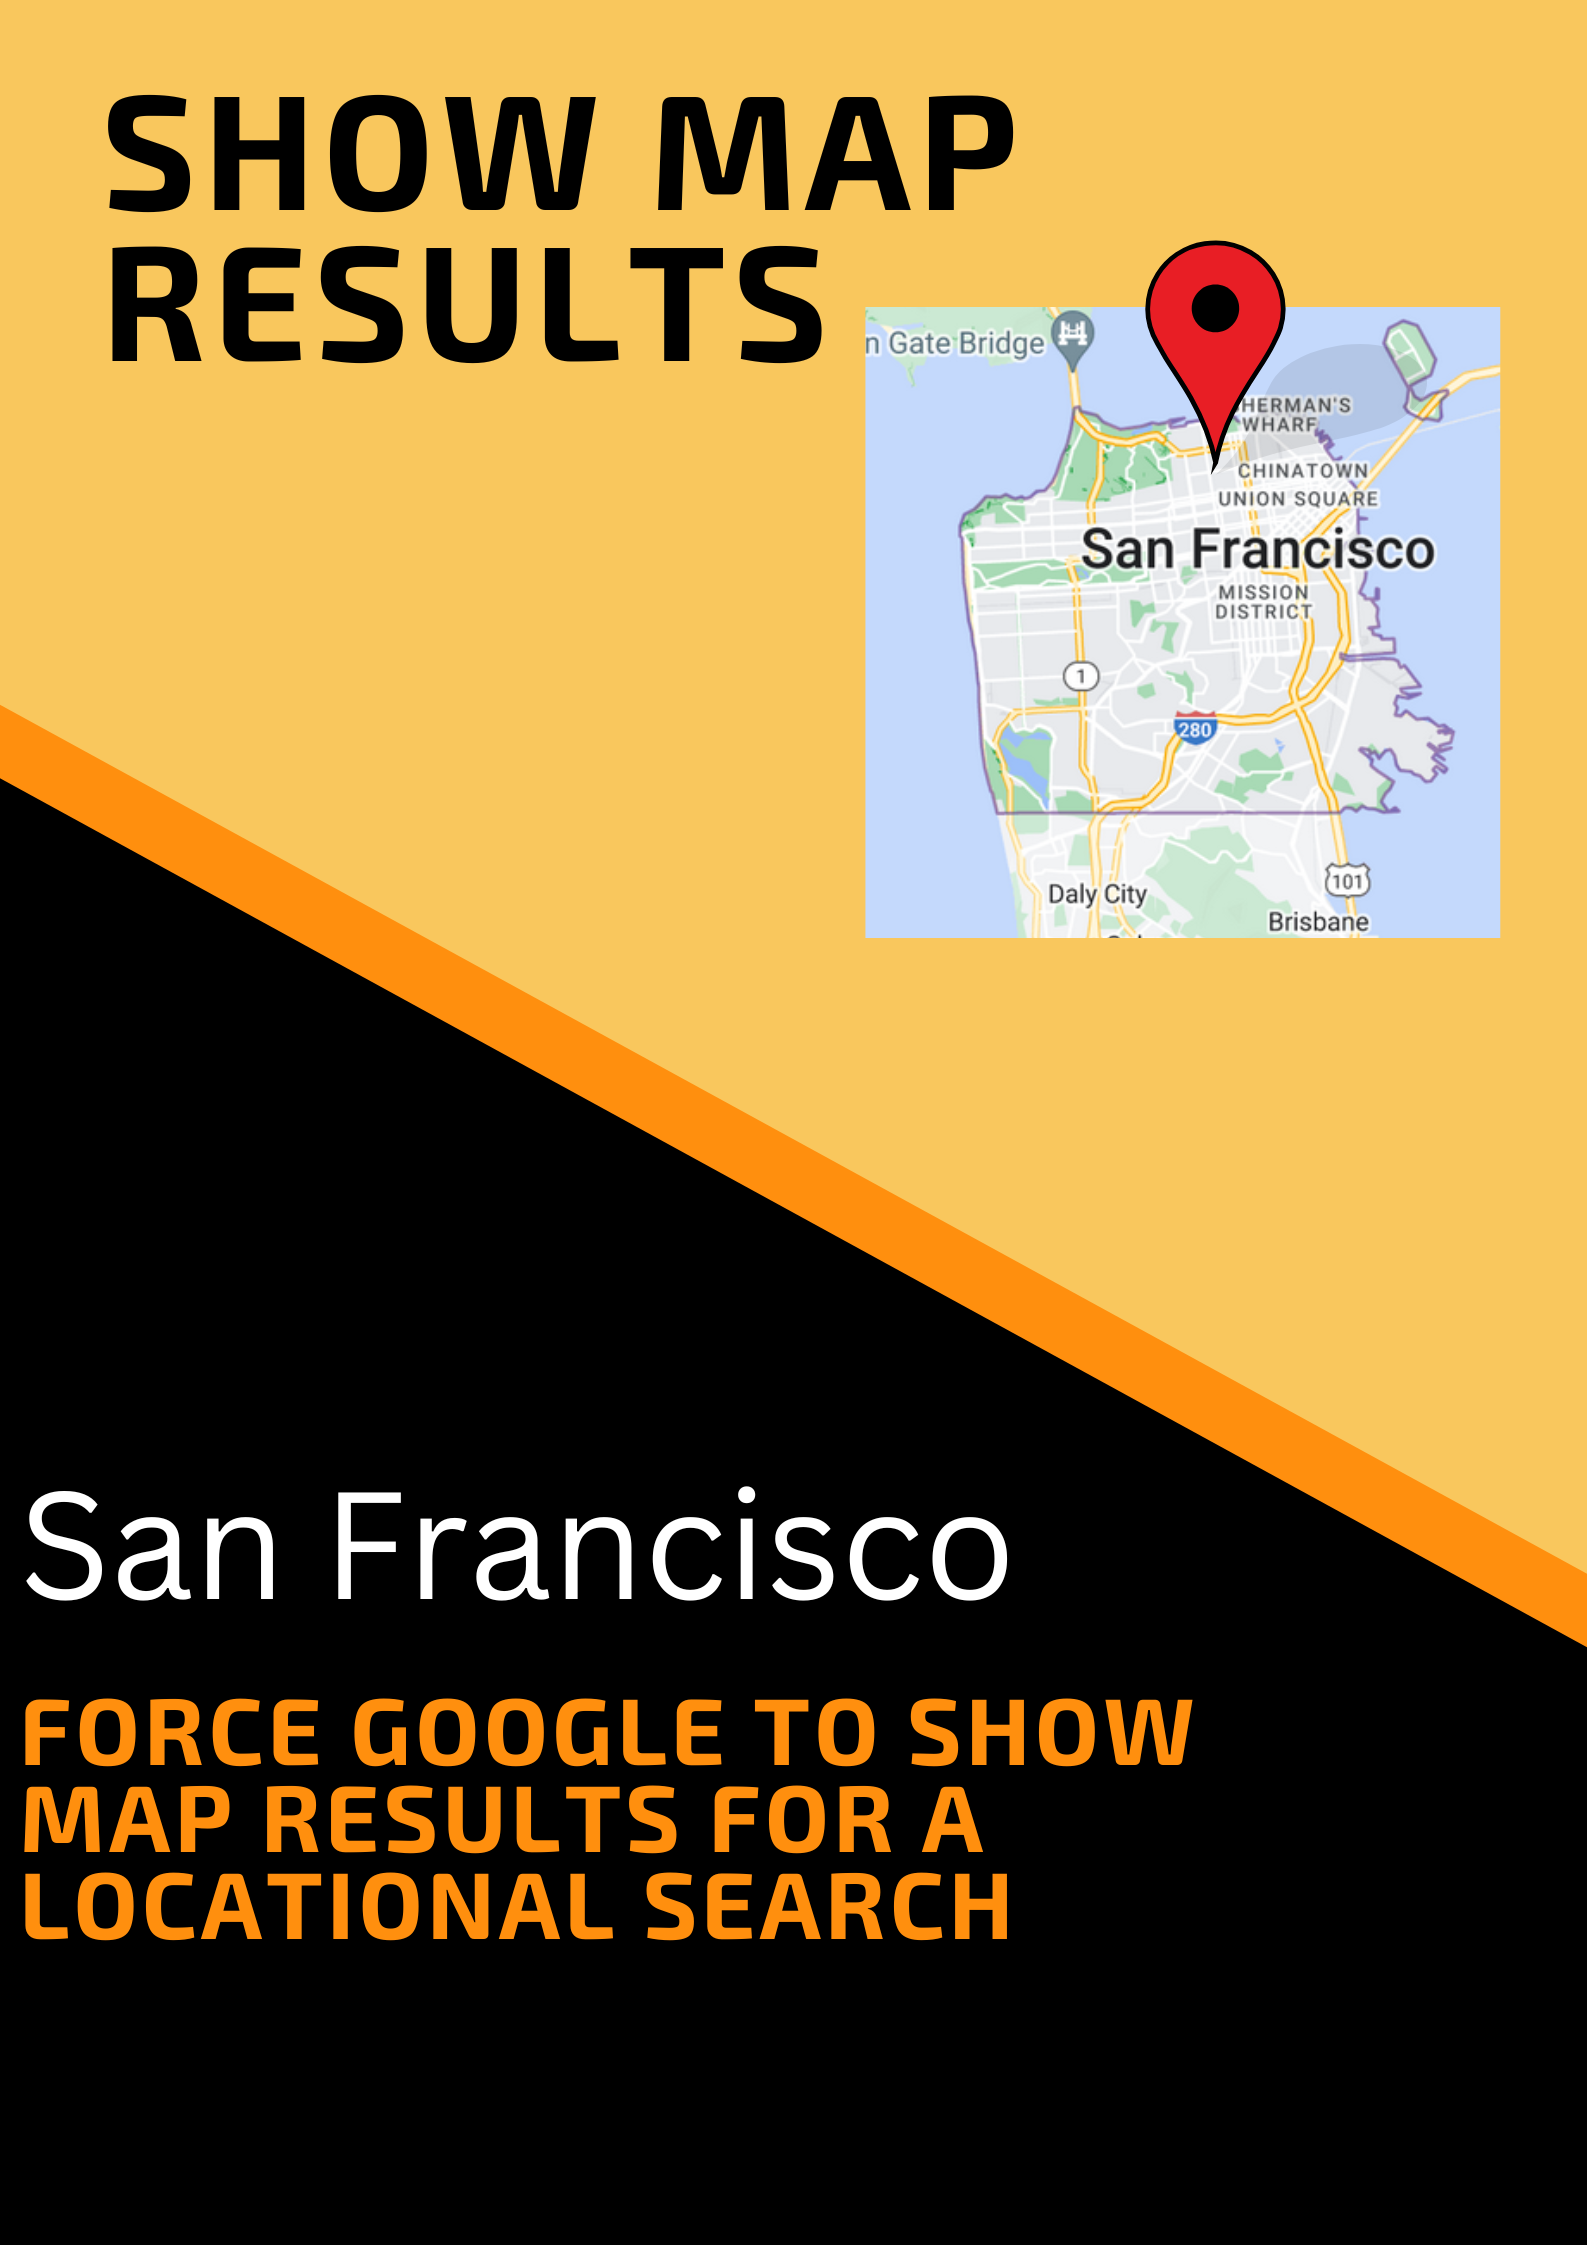 SHOW MAP
RESULTS
n Gate Bridge
HERMAN'S
WHARF
CHINATOWN
UNION SQUARE
San Francisco
MISSION
DISTRICT
1
280
Daly City
101
Brisbane
San Francisco
FORCE GOOGLE TO SHOW
MAP RESULTS FOR A
LOCATIONAL SEARCH